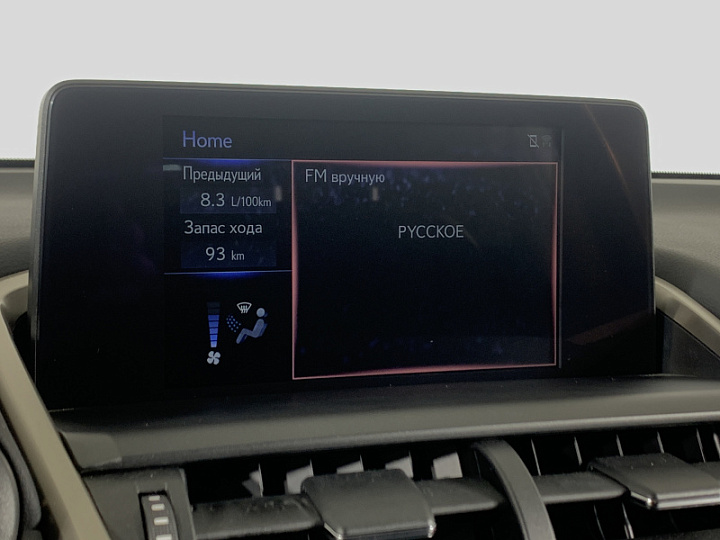 Home
Предыдущий
8.3 L/100km
Запас хода
93 km
FM вручную
РУССКОЕ